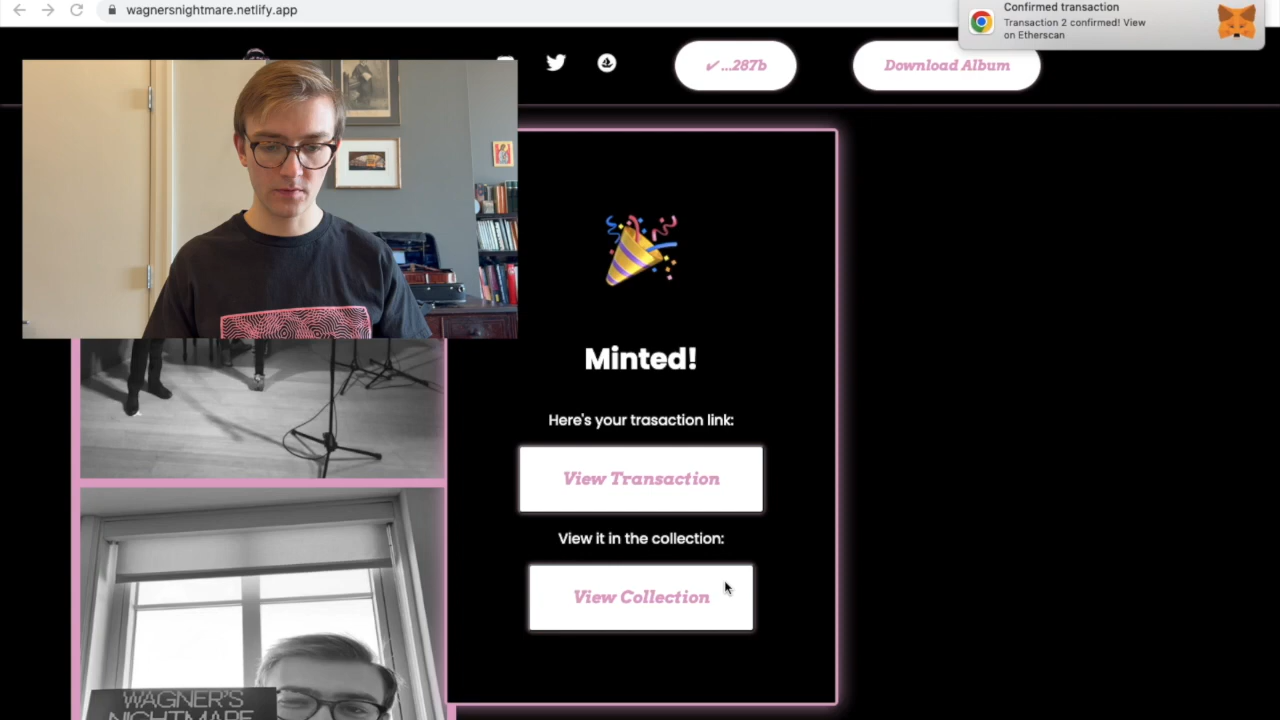 wagnersnightmare.netlify.app
Confirmed transaction
Transaction 2 confirmed! View
on Etherscan
✓ ...287b
Download Album
Minted!
Here's your trasaction link:
View Transaction
View it in the collection:
View Collection
WAGNER'S
NIGHTMARE